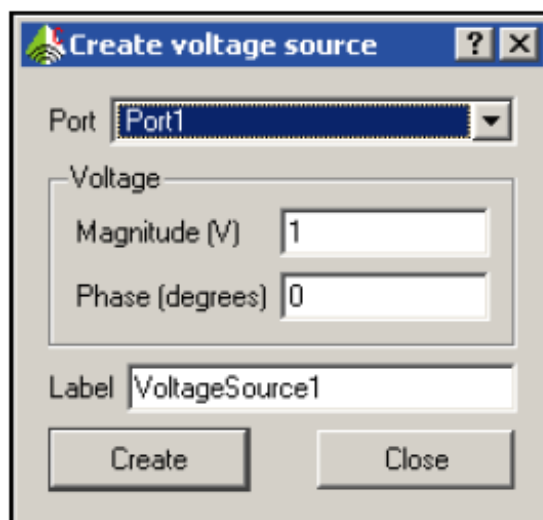 Create voltage source ? X
Port Port1
Voltage
Magnitude (V) 1
Phase (degrees) 0
Label VoltageSource1
Create Close